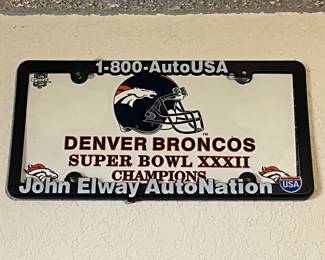 1-800-AutoUSA
DENVER BRONCOS
SUPER BOWL XXXII
CHAMPIONS
John Elway AutoNation
USA